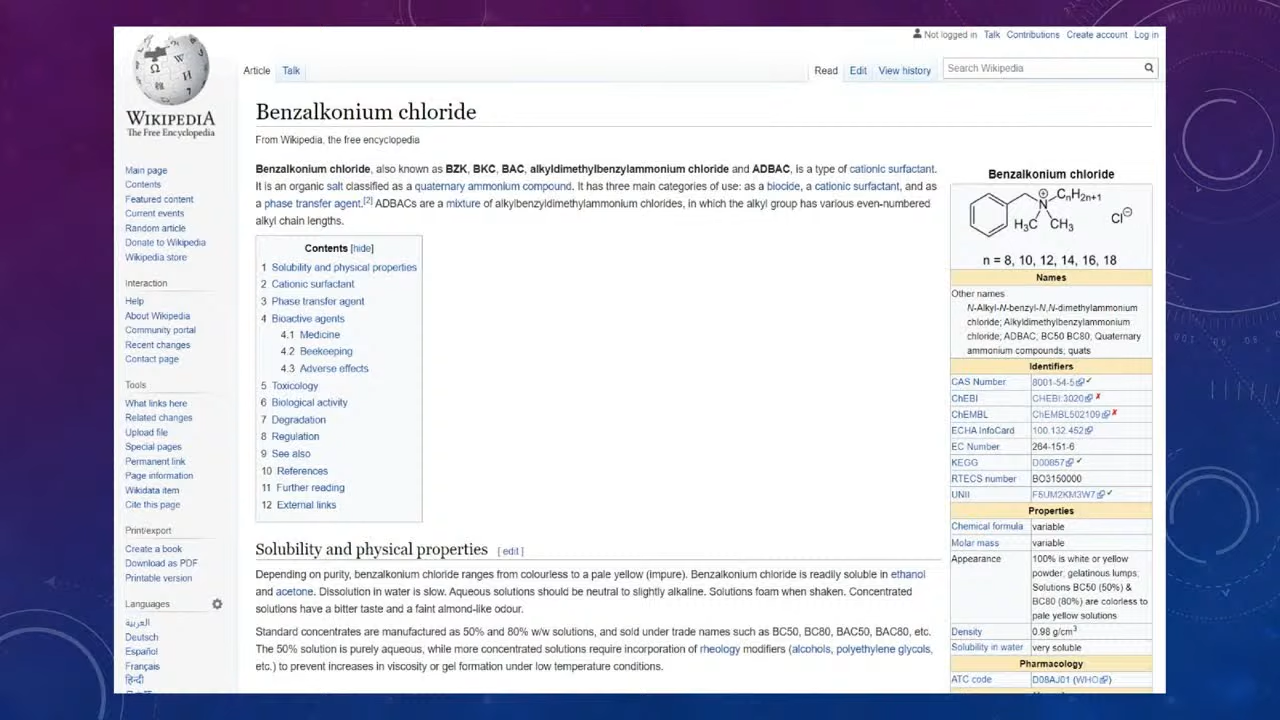 Not logged in Talk Contributions Create account Log in
Article Talk
Read Edit View history Search Wikipedia
WIKIPEDIA
The Free Encyclopedia
Main page
Contents
Featured content
Current events
Random article
Donate to Wikipedia
Wikipedia store
Interaction
Help
About Wikipedia
Community portal
Recent changes
Contact page
Tools
What links here
Related changes
Upload file
Special pages
Permanent link
Page information
Wikidata item
Cite this page
Print/export
Create a book
Download as PDF
Printable version
Languages
العربية
Deutsch
Español
Français
हिन्दी
Benzalkonium chloride
From Wikipedia, the free encyclopedia
Benzalkonium chloride, also known as BZK, BKC, BAC, alkyldimethylbenzylammonium chloride and ADBAC, is a type of cationic surfactant.
It is an organic salt classified as a quaternary ammonium compound. It has three main categories of use: as a biocide, a cationic surfactant, and as
a phase transfer agent.[2] ADBACs are a mixture of alkylbenzyldimethylammonium chlorides, in which the alkyl group has various even-numbered
alkyl chain lengths.
Contents [hide]
1 Solubility and physical properties
2 Cationic surfactant
3 Phase transfer agent
4 Bioactive agents
4.1 Medicine
4.2 Beekeeping
4.3 Adverse effects
5 Toxicology
6 Biological activity
7 Degradation
8 Regulation
9 See also
10 References
11 Further reading
12 External links
Solubility and physical properties [ edit ]
Depending on purity, benzalkonium chloride ranges from colourless to a pale yellow (impure). Benzalkonium chloride is readily soluble in ethanol
and acetone. Dissolution in water is slow. Aqueous solutions should be neutral to slightly alkaline. Solutions foam when shaken. Concentrated
solutions have a bitter taste and a faint almond-like odour.
Standard concentrates are manufactured as 50% and 80% w/w solutions, and sold under trade names such as BC50, BC80, BAC50, BAC80, etc.
The 50% solution is purely aqueous, while more concentrated solutions require incorporation of rheology modifiers (alcohols, polyethylene glycols,
etc.) to prevent increases in viscosity or gel formation under low temperature conditions.
Benzalkonium chloride
CnH2n+1
N
H3C CH3 Cl
n = 8, 10, 12, 14, 16, 18
Names
Other names
N-Alkyl-N-benzyl-N,N-dimethylammonium
chloride; Alkyldimethylbenzylammonium
chloride; ADBAC; BC50 BC80; Quaternary
ammonium compounds; quats
Identifiers
CAS Number 8001-54-5
ChEBI CHEBI:3020
ChEMBL ChEMBL502109
ECHA InfoCard 100.132.452
EC Number 264-151-6
KEGG D00857
RTECS number BO3150000
UNII F5UM2KM3W7
Properties
Chemical formula variable
Molar mass variable
Appearance 100% is white or yellow
powder; gelatinous lumps;
Solutions BC50 (50%) &
BC80 (80%) are colorless to
pale yellow solutions
Density 0.98 g/cm3
Solubility in water very soluble
Pharmacology
ATC code D08AJ01 (WHO)